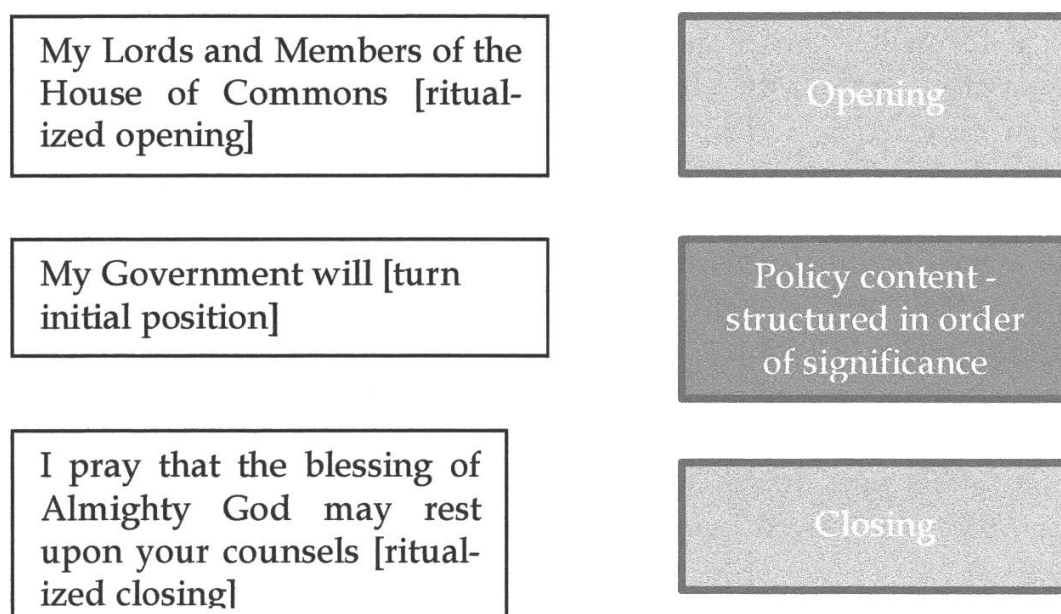 My Lords and Members of the
House of Commons [ritual-
ized opening]
Opening
My Government will [turn
initial position]
Policy content -
structured in order
of significance
I pray that the blessing of
Almighty God may rest
upon your counsels [ritual-
ized closing]
Closing